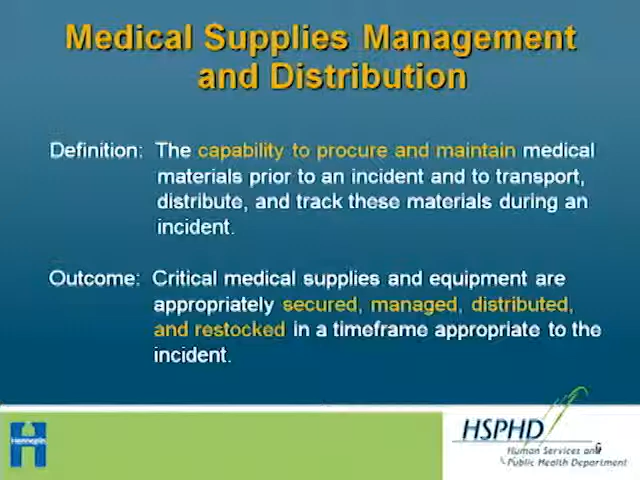 Medical Supplies Management
and Distribution
Definition: The capability to procure and maintain medical
materials prior to an incident and to transport,
distribute, and track these materials during an
incident.
Outcome: Critical medical supplies and equipment are
appropriately secured, managed, distributed,
and restocked in a timeframe appropriate to the
incident.
Hennepin
HSPHD
Human Services and
Public Health Department
6